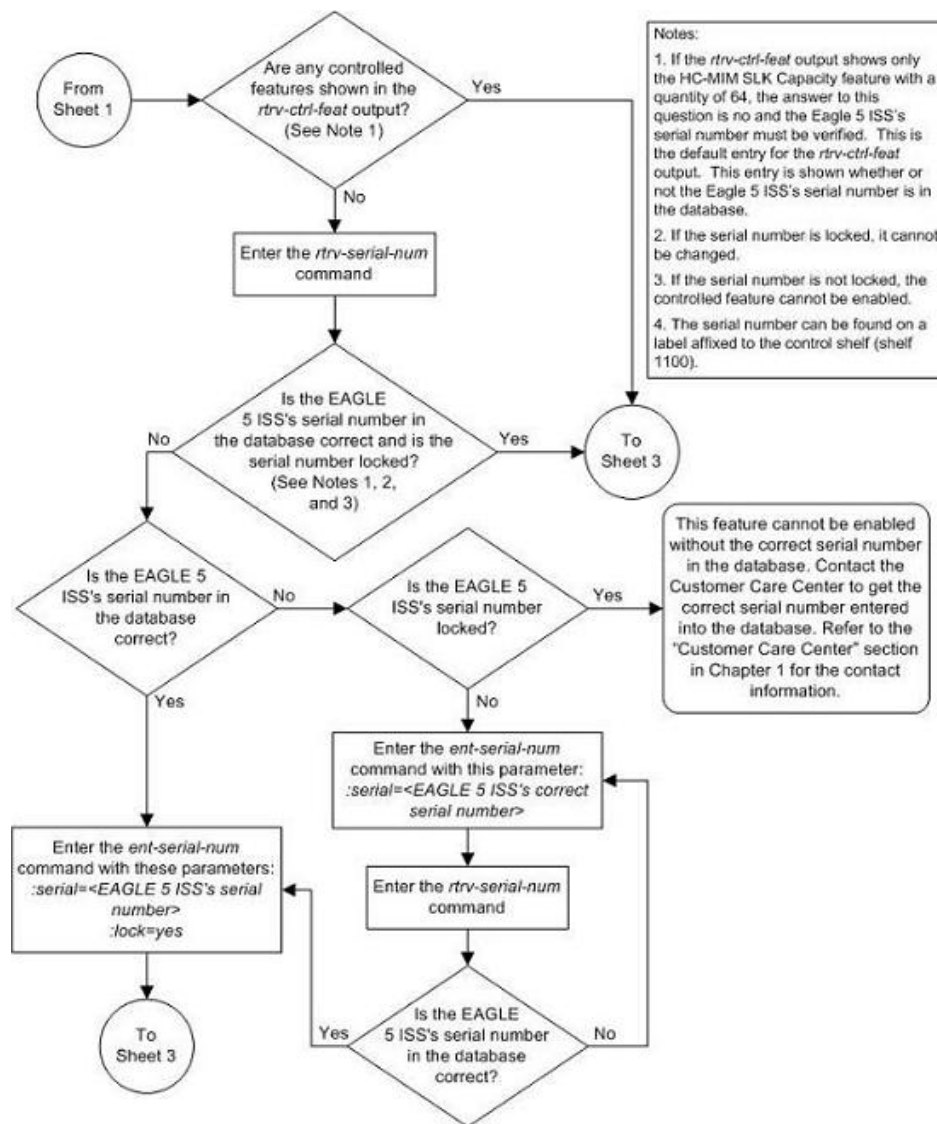 From
Sheet 1
Are any controlled
features shown in the
rtrv-ctrl-feat output?
(See Note 1)
Yes
No
Notes:
1. If the rtrv-ctrl-feat output shows only
the HC-MIM SLK Capacity feature with a
quantity of 64, the answer to this
question is no and the Eagle 5 ISS's
serial number must be verified. This is
the default entry for the rtrv-ctrl-feat
output. This entry is shown whether or
not the Eagle 5 ISS's serial number is in
the database.
2. If the serial number is locked, it cannot
be changed.
3. If the serial number is not locked, the
controlled feature cannot be enabled.
4. The serial number can be found on a
label affixed to the control shelf (shelf
1100).
Enter the rtrv-serial-num
command
Is the EAGLE
5 ISS's serial number in
the database correct and is the
serial number locked?
(See Notes 1, 2,
and 3)
No
Yes
To
Sheet 3
Is the EAGLE 5
ISS's serial number in
the database
correct?
No
Yes
Is the EAGLE 5
ISS's serial number
locked?
Yes
No
This feature cannot be enabled
without the correct serial number
in the database. Contact the
Customer Care Center to get the
correct serial number entered
into the database. Refer to the
"Customer Care Center" section
in Chapter 1 for the contact
information.
Enter the ent-serial-num
command with this parameter:
:serial=<EAGLE 5 ISS's correct
serial number>
Enter the rtrv-serial-num
command
Is the EAGLE
5 ISS's serial number
in the database
correct?
Yes
No
Enter the ent-serial-num
command with these parameters:
:serial=<EAGLE 5 ISS's serial
number>
:lock=yes
To
Sheet 3